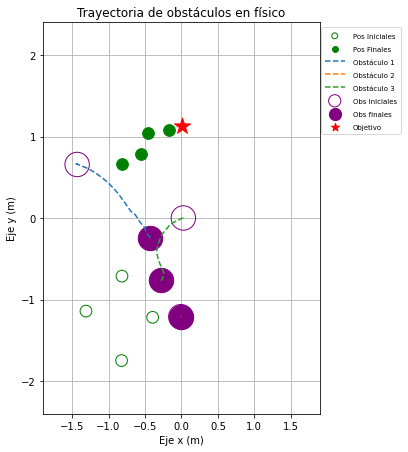 Trayectoria de obstáculos en físico
Pos Iniciales
Pos Finales
Obstáculo 1
Obstáculo 2
Obstáculo 3
Obs iniciales
Obs finales
Objetivo
Eje y (m)
2
1
0
−1
−2
−1.5 −1.0 −0.5 0.0 0.5 1.0 1.5
Eje x (m)